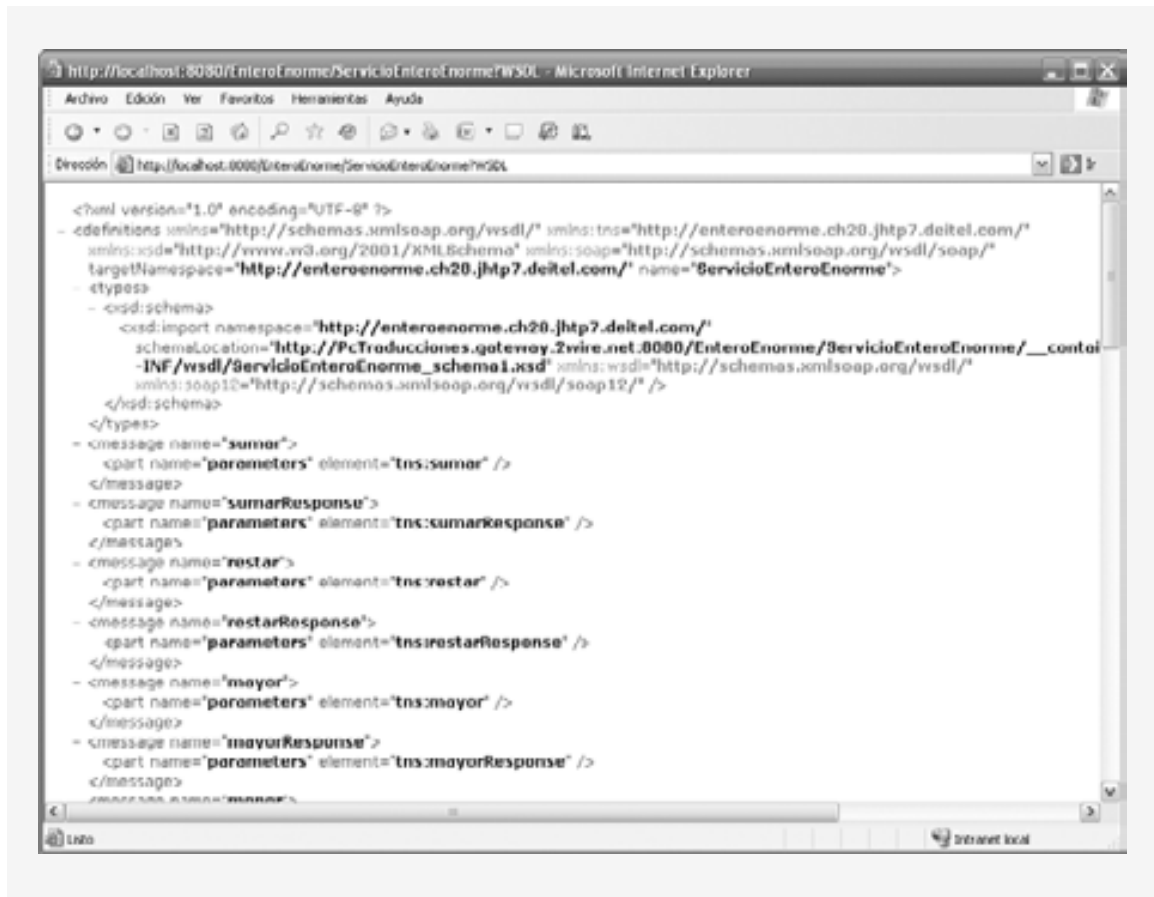 http://localhost:8080/EnteroEnorme/ServicioEnteroEnorme?WSDL - Microsoft Internet Explorer
Archivo Edición Ver Favoritos Herramientas Ayuda
Dirección http://localhost:8080/EnteroEnorme/ServicioEnteroEnorme?WSDL Ir
<?xml version="1.0" encoding="UTF-8" ?>
- <definitions xmlns="http://schemas.xmlsoap.org/wsdl/" xmlns:tns="http://enteroenorme.ch28.jhtp7.deitel.com/"
xmlns:xsd="http://www.w3.org/2001/XMLSchema" xmlns:soap="http://schemas.xmlsoap.org/wsdl/soap/"
targetNamespace="http://enteroenorme.ch28.jhtp7.deitel.com/" name="ServicioEnteroEnorme">
- <types>
- <xsd:schema>
<xsd:import namespace="http://enteroenorme.ch28.jhtp7.deitel.com/"
schemaLocation="http://PcTraducciones.gateway.2wire.net:8080/EnteroEnorme/ServicioEnteroEnorme/__contai
-INF/wsdl/ServicioEnteroEnorme_schema1.xsd" xmlns:wsdl="http://schemas.xmlsoap.org/wsdl/"
xmlns:soap12="http://schemas.xmlsoap.org/wsdl/soap12/" />
</xsd:schema>
</types>
- <message name="sumar">
<part name="parameters" element="tns:sumar" />
</message>
- <message name="sumarResponse">
<part name="parameters" element="tns:sumarResponse" />
</message>
- <message name="restar">
<part name="parameters" element="tns:restar" />
</message>
- <message name="restarResponse">
<part name="parameters" element="tns:restarResponse" />
</message>
- <message name="mayor">
<part name="parameters" element="tns:mayor" />
</message>
- <message name="mayorResponse">
<part name="parameters" element="tns:mayorResponse" />
</message>
- <message name="menor">
Listo Intranet local